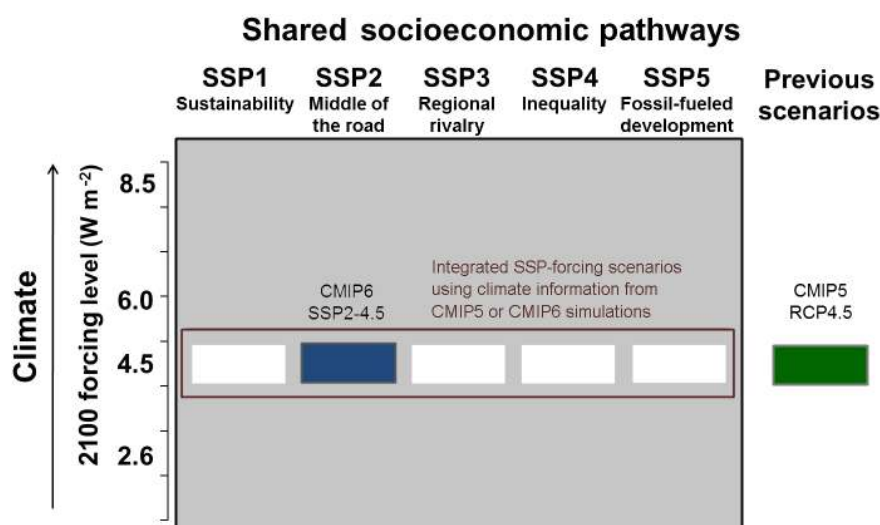 Shared socioeconomic pathways
SSP1 SSP2 SSP3 SSP4 SSP5
Sustainability Middle of the road Regional rivalry Inequality Fossil-fueled development
Previous scenarios
Climate
2100 forcing level (W m⁻²)
8.5
6.0
4.5
2.6
CMIP6
SSP2-4.5
Integrated SSP-forcing scenarios
using climate information from
CMIP5 or CMIP6 simulations
CMIP5
RCP4.5